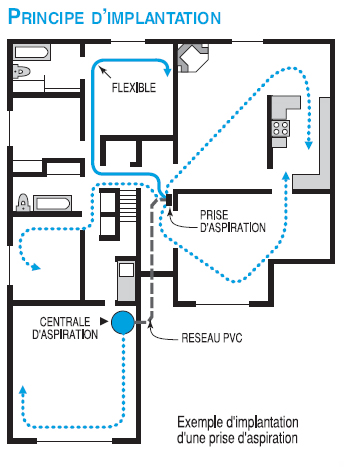 PRINCIPE D'IMPLANTATION
FLEXIBLE
PRISE
D'ASPIRATION
CENTRALE
D'ASPIRATION
RESEAU PVC
Exemple d'implantation
d'une prise d'aspiration